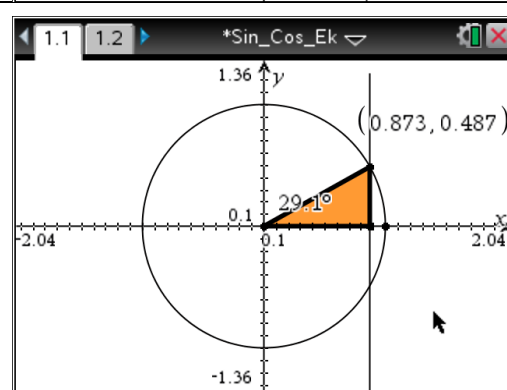 1.1 1.2 *Sin_Cos_Ek
1.36 y
(0.873,0.487)
29.1°
0.1
x
-2.04 0.1 2.04
-1.36